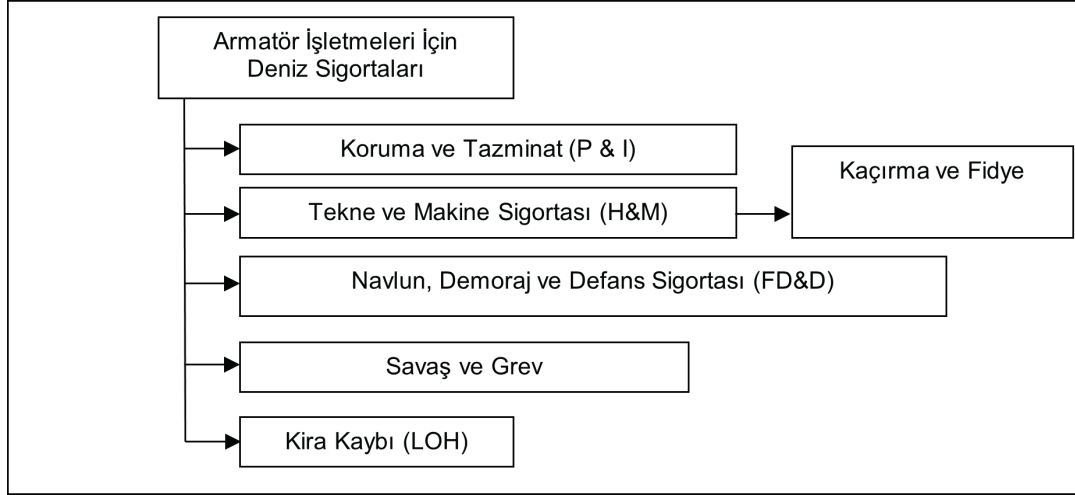 Armatör İşletmeleri İçin
Deniz Sigortaları
Koruma ve Tazminat (P & I)
Kaçırma ve Fidye
Tekne ve Makine Sigortası (H&M)
Navlun, Demoraj ve Defans Sigortası (FD&D)
Savaş ve Grev
Kira Kaybı (LOH)